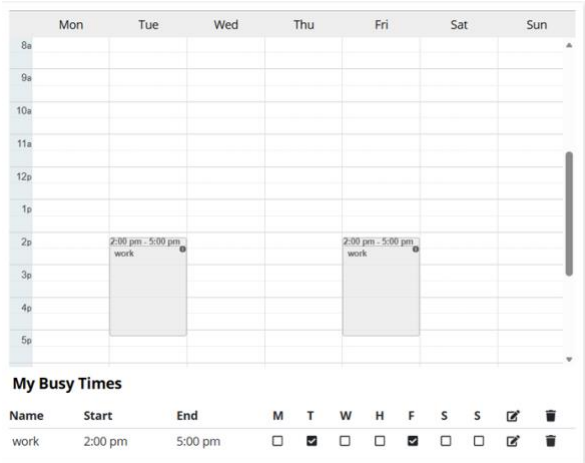 Mon Tue Wed Thu Fri Sat Sun
8a
9a
10a
11a
12p
1p
2p 2:00 pm - 5:00 pm 2:00 pm - 5:00 pm
work work
3p
4p
5p
My Busy Times
Name Start End M T W H F S S
work 2:00 pm 5:00 pm